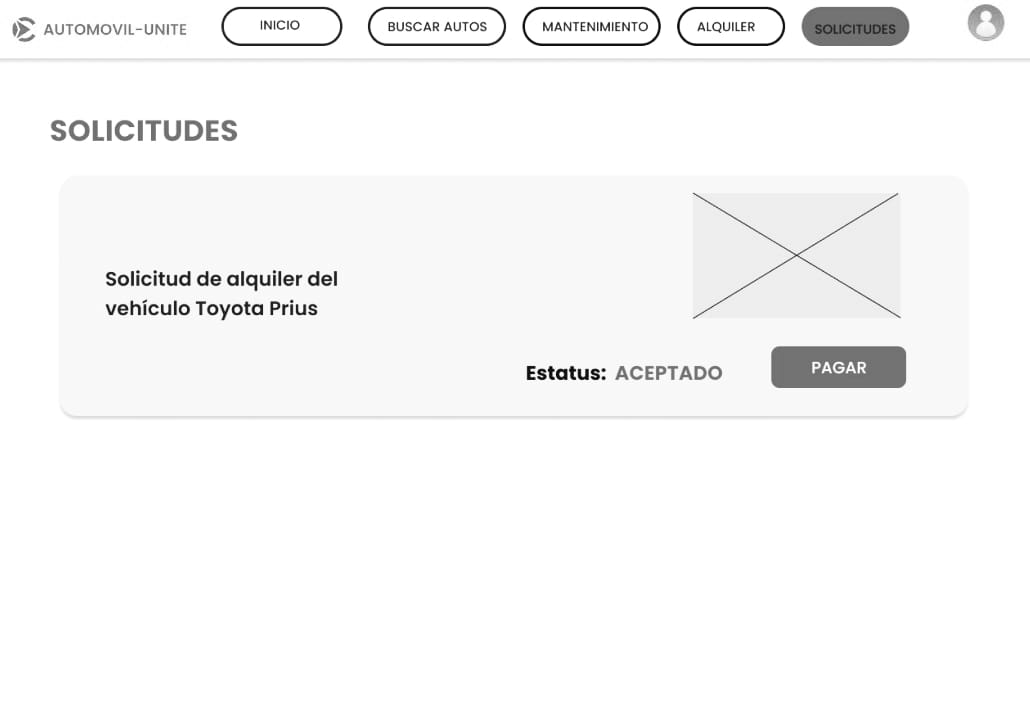 AUTOMOVIL-UNITE
INICIO
BUSCAR AUTOS
MANTENIMIENTO
ALQUILER
SOLICITUDES
SOLICITUDES
Solicitud de alquiler del
vehículo Toyota Prius
Estatus: ACEPTADO
PAGAR